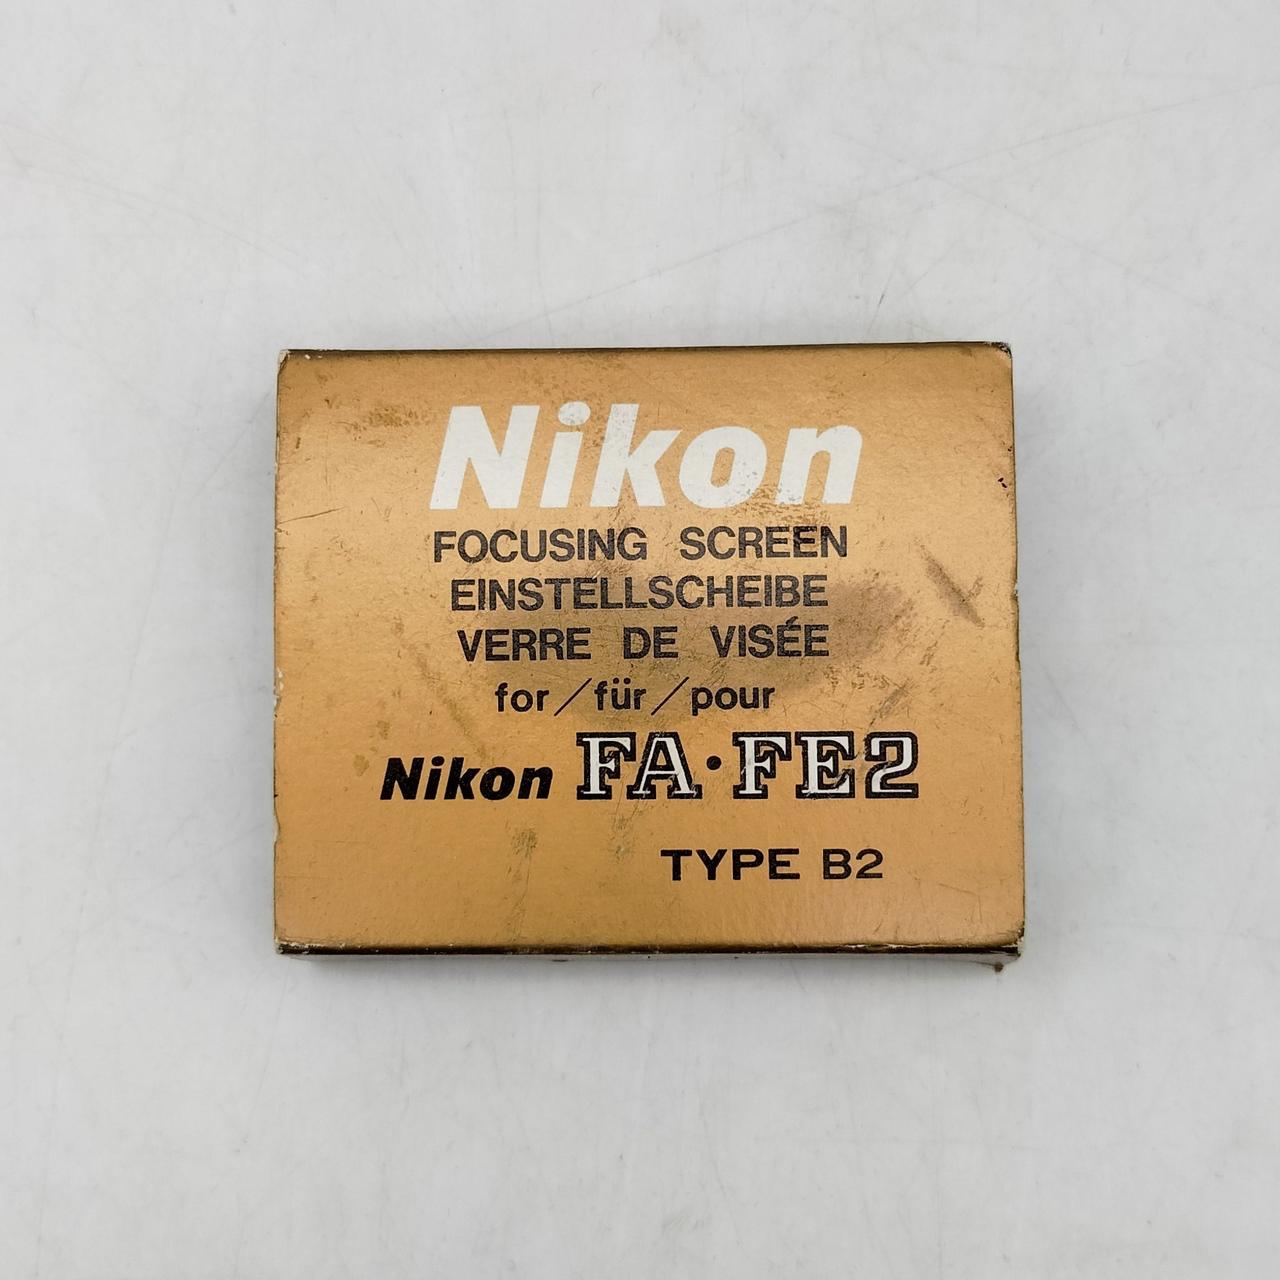 Nikon
FOCUSING SCREEN
EINSTELLSCHEIBE
VERRE DE VISÉE
for/für/pour
Nikon FA·FE2
TYPE B2